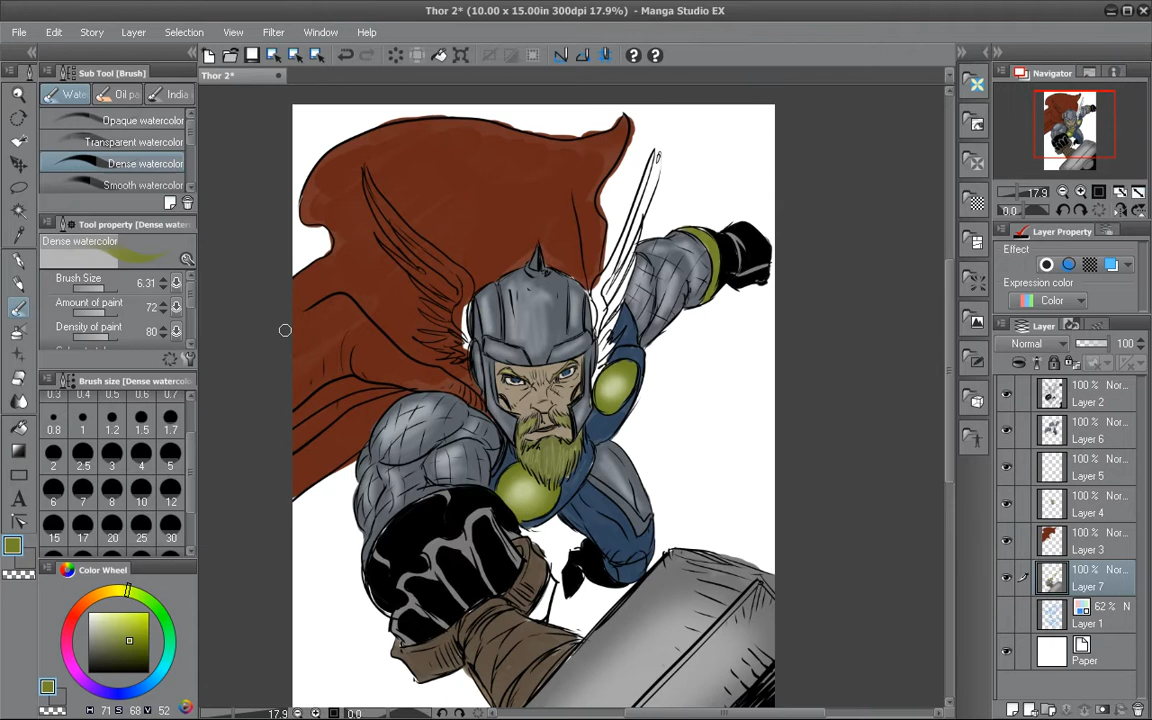 Thor 2* (10.00 x 15.00in 300dpi 17.9%)  - Manga Studio EX
File Edit Story Layer Selection View Filter Window Help
Sub Tool [Brush]
Thor 2*
Navigator
Wate Oil pa India
Opaque watercolor
Transparent watercolor
Dense watercolor
Smooth watercolor
17.9
0.0
Tool property [Dense water
Dense watercolor
Layer Property
Effect
Brush Size 6.31
Expression color
Amount of paint 72
Color
Density of paint 80
Layer
Normal 100
Brush size [Dense watercolor]
0.3 0.4 0.5 0.6 0.7
0.8 1 1.2 1.5 1.7
2 2.5 3 4 5
6 7 8 10 12
15 17 20 25 30
100 % Nor...
Layer 2
100 % Nor...
Layer 6
100 % Nor...
Layer 5
100 % Nor...
Layer 4
100 % Nor...
Layer 3
100 % Nor...
Layer 7
62 % N
Layer 1
Paper
Color Wheel
H 71 S 68 V 52
17.9 0.0